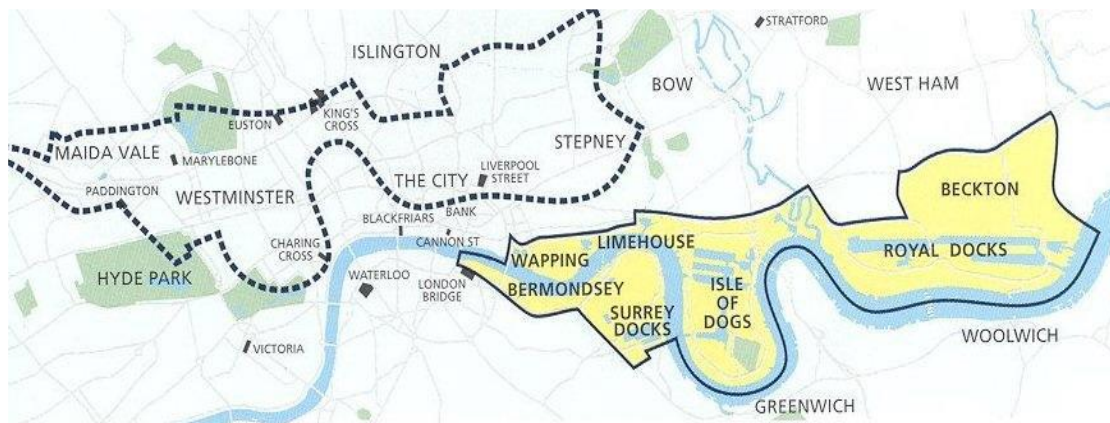 STRATFORD
ISLINGTON
BOW
WEST HAM
EUSTON
KING'S
CROSS
STEPNEY
MAIDA VALE
MARYLEBONE
LIVERPOOL
STREET
THE CITY
PADDINGTON
WESTMINSTER
BECKTON
BLACKFRIARS
BANK
CANNON ST
CHARING
CROSS
LIMEHOUSE
WAPPING
ROYAL DOCKS
HYDE PARK
WATERLOO
LONDON
BRIDGE
BERMONDSEY
ISLE
OF
DOGS
SURREY
DOCKS
WOOLWICH
VICTORIA
GREENWICH